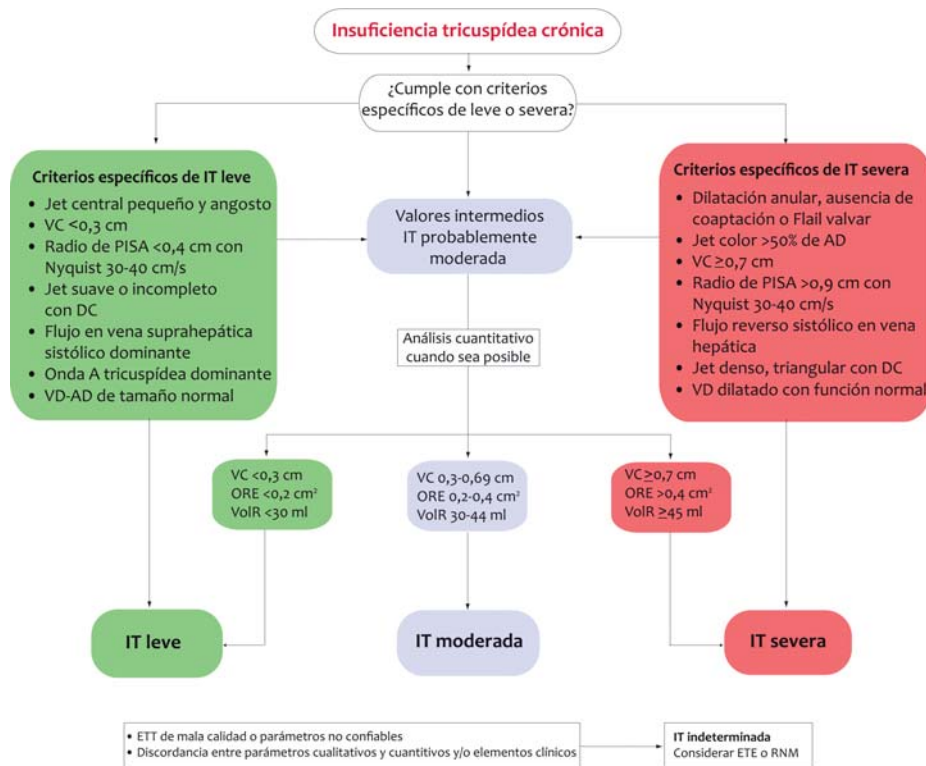 Insuficiencia tricuspídea crónica
¿Cumple con criterios
específicos de leve o severa?
Criterios específicos de IT leve
• Jet central pequeño y angosto
• VC <0,3 cm
• Radio de PISA <0,4 cm con
Nyquist 30-40 cm/s
• Jet suave o incompleto
con DC
• Flujo en vena suprahepática
sistólico dominante
• Onda A tricuspídea dominante
• VD-AD de tamaño normal
Valores intermedios
IT probablemente
moderada
Criterios específicos de IT severa
• Dilatación anular, ausencia de
coaptación o Flail valvar
• Jet color >50% de AD
• VC ≥0,7 cm
• Radio de PISA >0,9 cm con
Nyquist 30-40 cm/s
• Flujo reverso sistólico en vena
hepática
• Jet denso, triangular con DC
• VD dilatado con función normal
Análisis cuantitativo
cuando sea posible
VC <0,3 cm
ORE <0,2 cm²
VolR <30 ml
VC 0,3-0,69 cm
ORE 0,2-0,4 cm²
VolR 30-44 ml
VC ≥0,7 cm
ORE >0,4 cm²
VolR ≥45 ml
IT leve
IT moderada
IT severa
• ETT de mala calidad o parámetros no confiables
• Discordancia entre parámetros cualitativos y cuantitivos y/o elementos clínicos
IT indeterminada
Considerar ETE o RNM